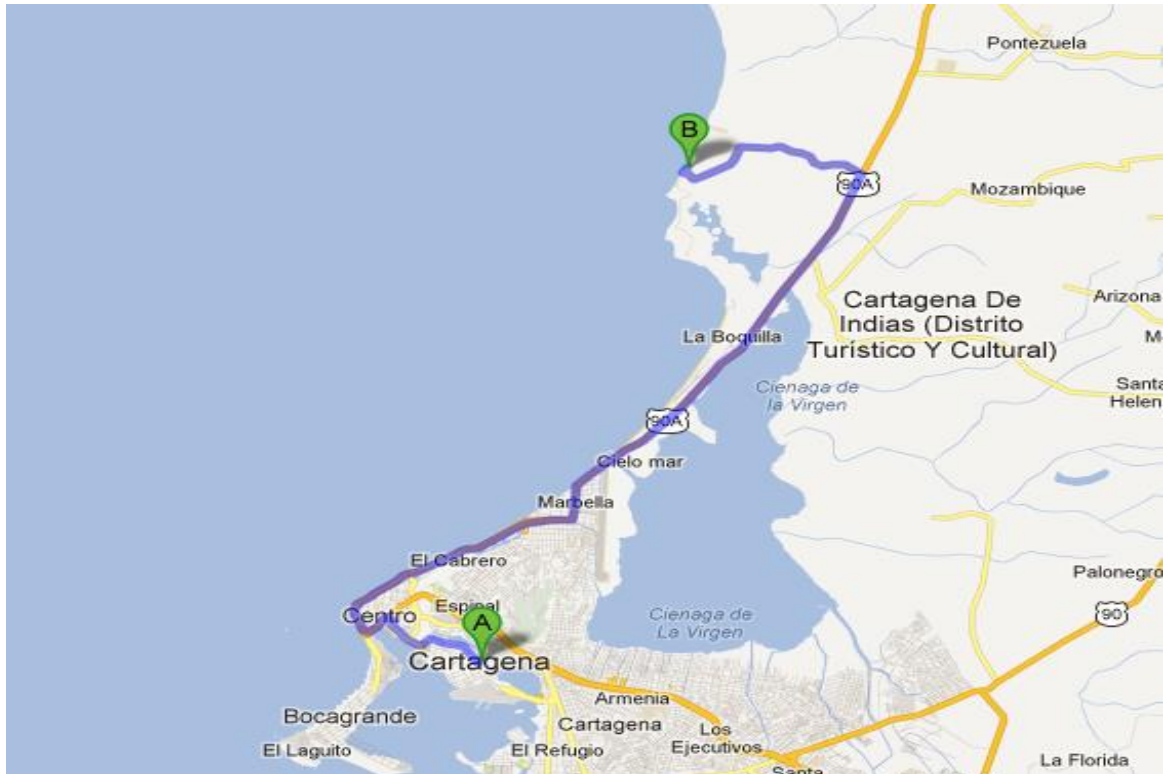 Pontezuela
B
90A
Mozambique
Cartagena De
Indias (Distrito
Turístico Y Cultural)
Arizona
La Boquilla
Cienaga de
la Virgen
Santa
Helen
90A
Cielo mar
Marbella
El Cabrero
Palonegro
Espinal
Centro
A
Cienaga de
La Virgen
90
Cartagena
Armenia
Bocagrande
Cartagena
Los
Ejecutivos
El Laguito
El Refugio
La Florida
Santa